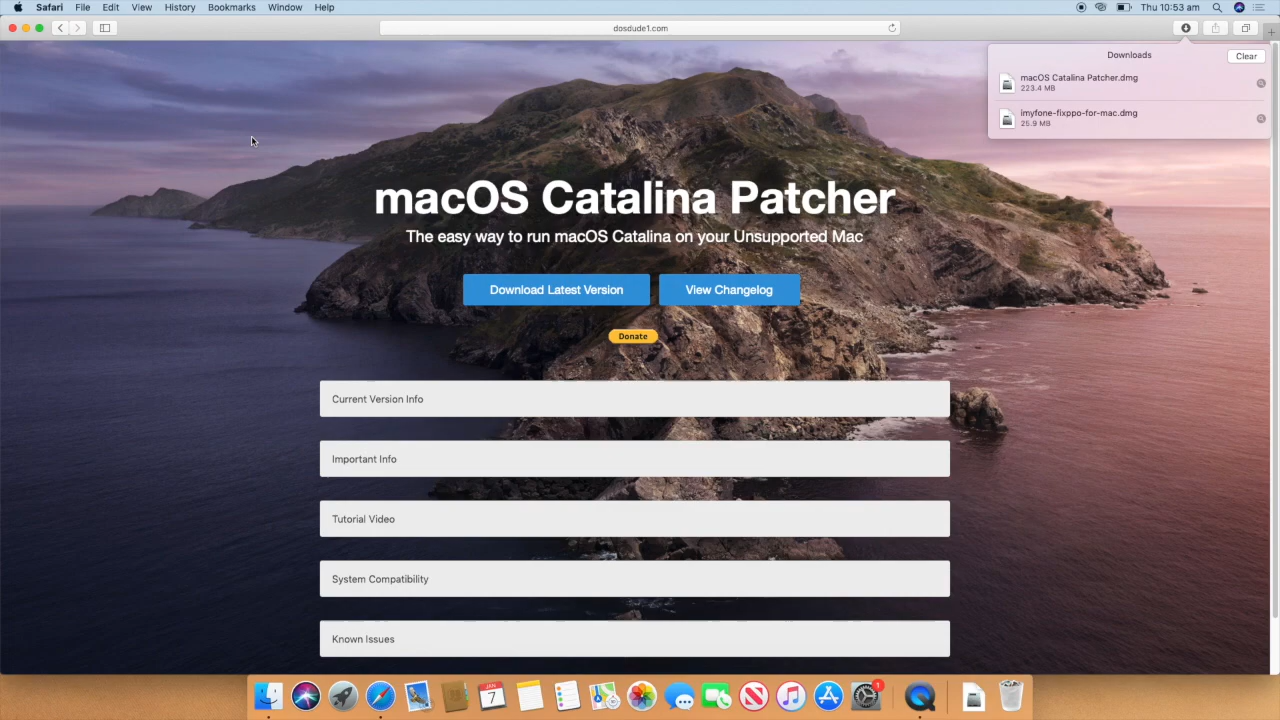 Safari File Edit View History Bookmarks Window Help Thu 10:53 am
dosdude1.com
Downloads Clear
macOS Catalina Patcher.dmg
223.4 MB
imyfone-fixppo-for-mac.dmg
25.9 MB
macOS Catalina Patcher
The easy way to run macOS Catalina on your Unsupported Mac
Download Latest Version View Changelog
Donate
Current Version Info
Important Info
Tutorial Video
System Compatibility
Known Issues
JAN
7
1